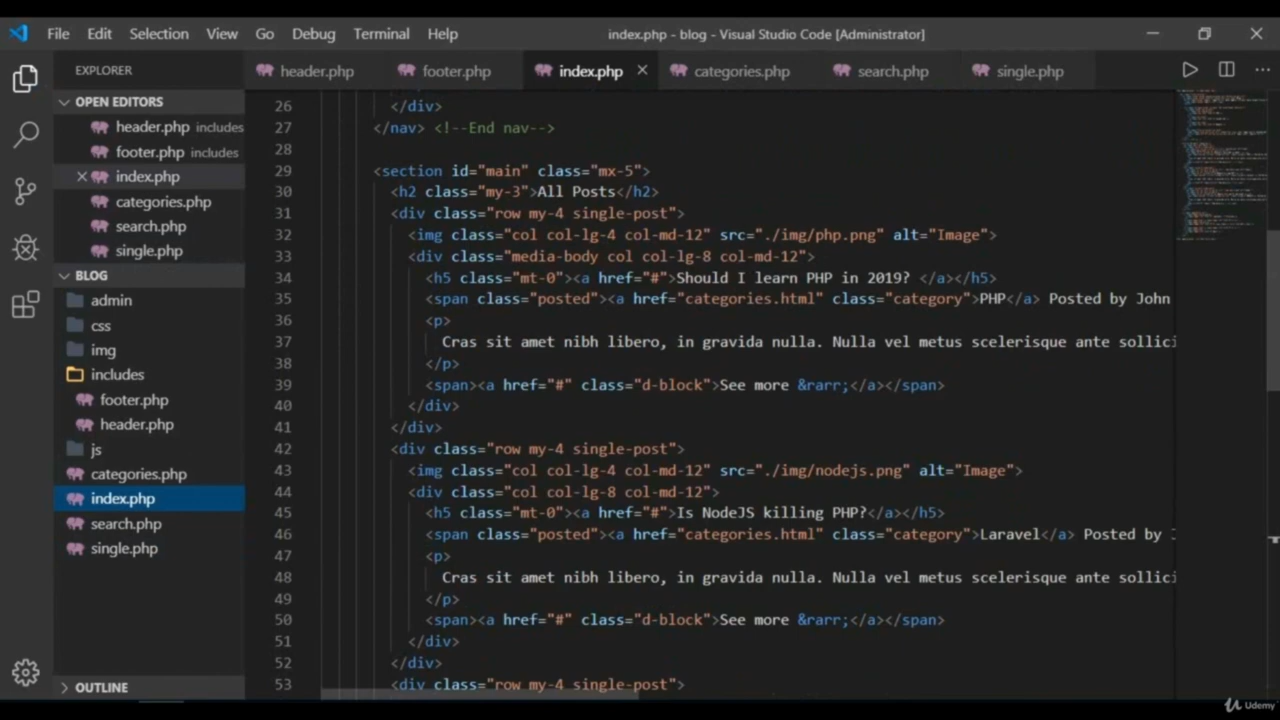 File Edit Selection View Go Debug Terminal Help
index.php - blog - Visual Studio Code [Administrator]
EXPLORER
header.php footer.php index.php categories.php search.php single.php
OPEN EDITORS
header.php includes
footer.php includes
index.php
categories.php
search.php
single.php
BLOG
admin
css
img
includes
footer.php
header.php
js
categories.php
index.php
search.php
single.php
OUTLINE
26 </div>
27 </nav> <!--End nav-->
28
29 <section id="main" class="mx-5">
30 <h2 class="my-3">All Posts</h2>
31 <div class="row my-4 single-post">
32 <img class="col col-lg-4 col-md-12" src="./img/php.png" alt="Image">
33 <div class="media-body col col-lg-8 col-md-12">
34 <h5 class="mt-0"><a href="#">Should I learn PHP in 2019? </a></h5>
35 <span class="posted"><a href="categories.html" class="category">PHP</a> Posted by John
36 <p>
37 Cras sit amet nibh libero, in gravida nulla. Nulla vel metus scelerisque ante sollici
38 </p>
39 <span><a href="#" class="d-block">See more &rarr;</a></span>
40 </div>
41 </div>
42 <div class="row my-4 single-post">
43 <img class="col col-lg-4 col-md-12" src="./img/nodejs.png" alt="Image">
44 <div class="col col-lg-8 col-md-12">
45 <h5 class="mt-0"><a href="#">Is NodeJS killing PHP?</a></h5>
46 <span class="posted"><a href="categories.html" class="category">Laravel</a> Posted by
47 <p>
48 Cras sit amet nibh libero, in gravida nulla. Nulla vel metus scelerisque ante sollici
49 </p>
50 <span><a href="#" class="d-block">See more &rarr;</a></span>
51 </div>
52 </div>
53 <div class="row my-4 single-post">
Udemy